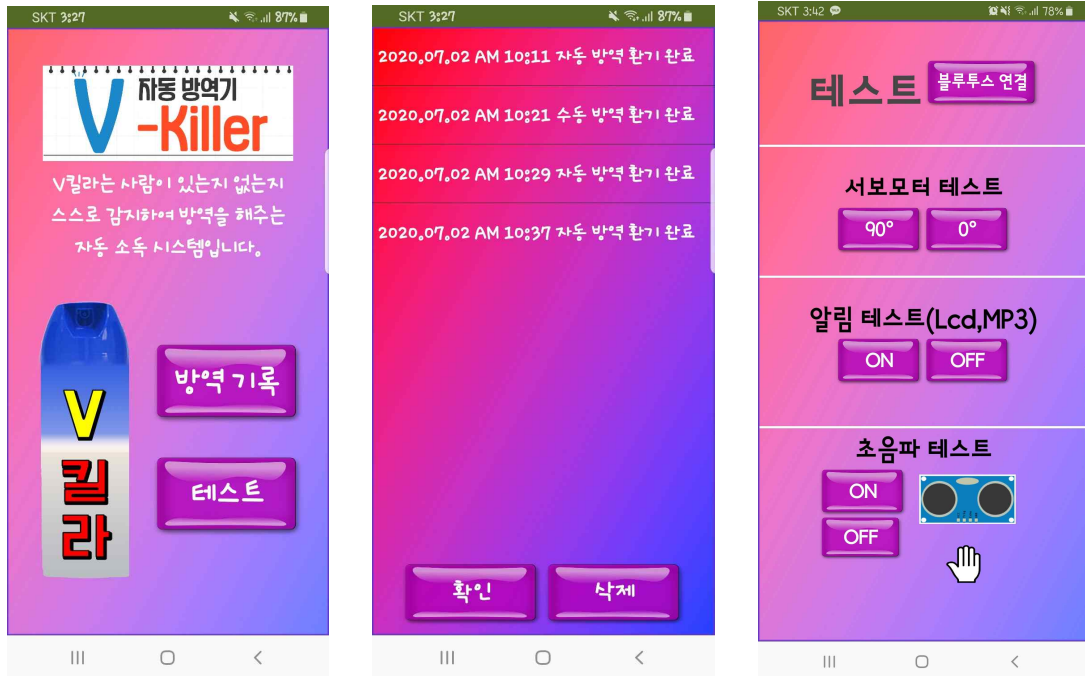 SKT 3:27
87%
자동 방역기
V-Killer
V킬라는 사람이 있는지 없는지
스스로 감지하여 방역을 해주는
자동 소독 시스템입니다.
V
킬
라
방역 기록
테스트
SKT 3:27
87%
2020.07.02 AM 10:11 자동 방역 환기 완료
2020.07.02 AM 10:21 수동 방역 환기 완료
2020.07.02 AM 10:29 자동 방역 환기 완료
2020.07.02 AM 10:37 자동 방역 환기 완료
확인
삭제
SKT 3:42
78%
테스트
블루투스 연결
서보모터 테스트
90°
0°
알림 테스트(Lcd,MP3)
ON
OFF
초음파 테스트
ON
OFF